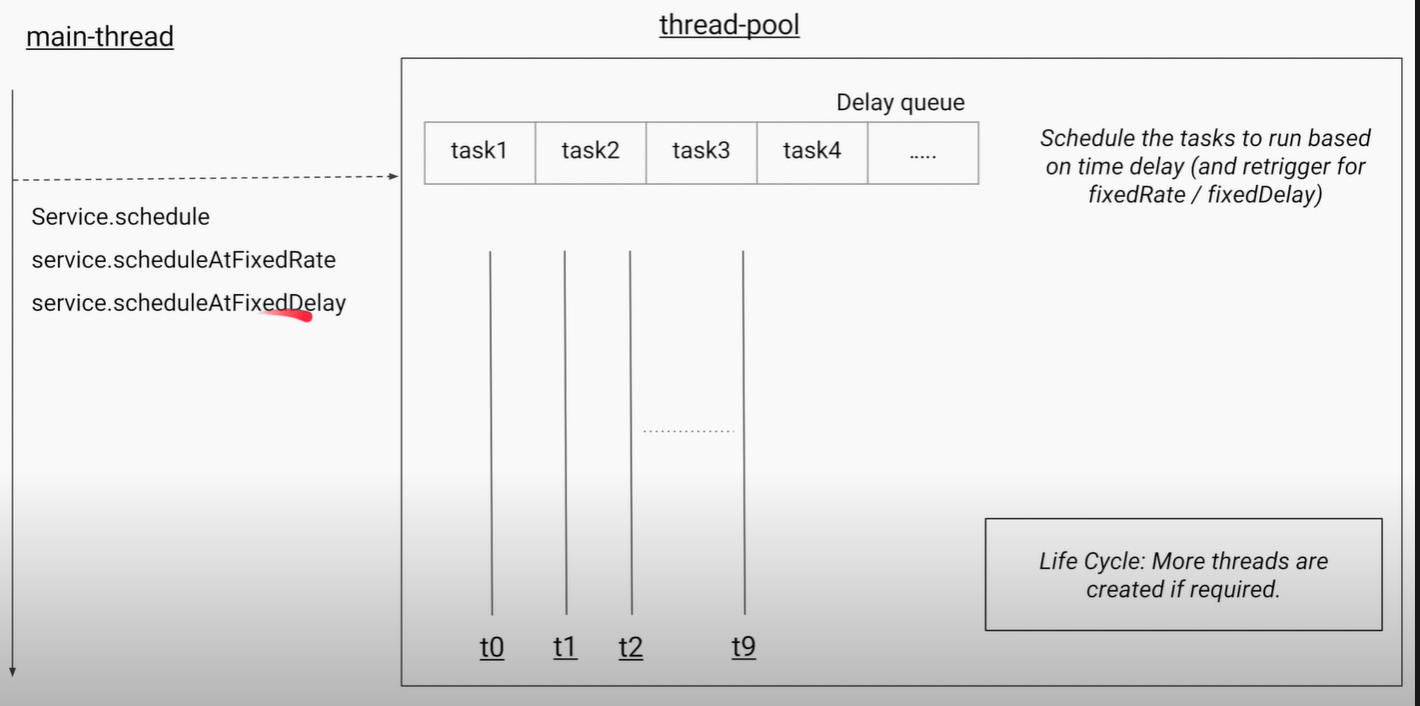 main-thread
thread-pool
Delay queue
task1 task2 task3 task4 .....
Schedule the tasks to run based
on time delay (and retrigger for
fixedRate / fixedDelay)
Service.schedule
service.scheduleAtFixedRate
service.scheduleAtFixedDelay
Life Cycle: More threads are
created if required.
t0 t1 t2 t9